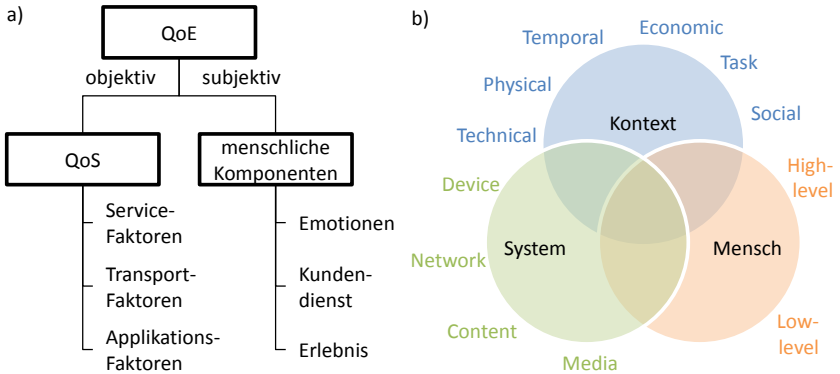 a)
QoE
objektiv
subjektiv
QoS
menschliche
Komponenten
Service-
Faktoren
Transport-
Faktoren
Applikations-
Faktoren
Emotionen
Kunden-
dienst
Erlebnis
b)
Economic
Temporal
Task
Physical
Social
Technical
Kontext
High-
level
Device
Network
System
Mensch
Content
Media
Low-
level